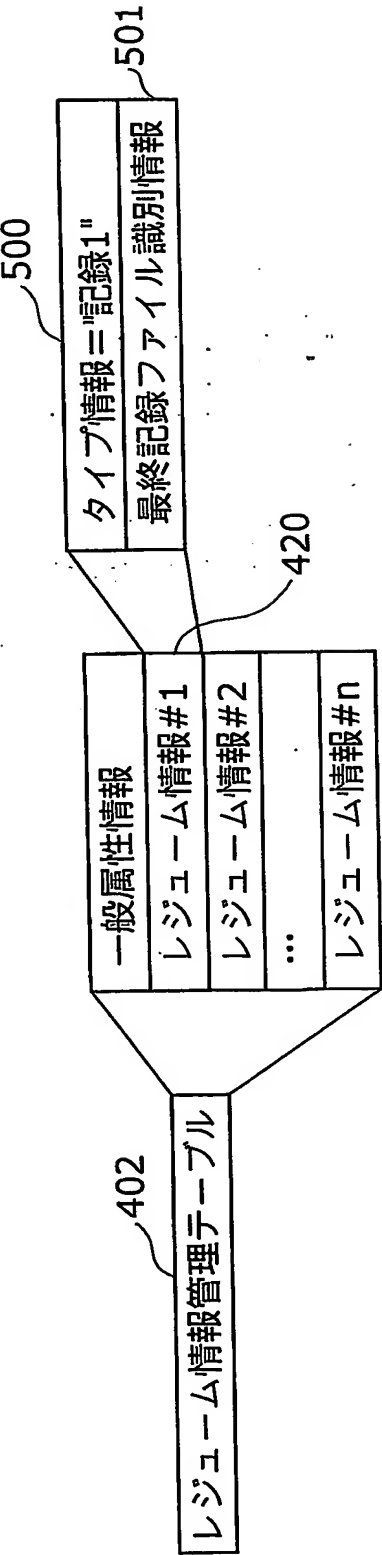 402
レジューム情報管理テーブル
一般属性情報
レジューム情報#1
レジューム情報#2
…
レジューム情報#n
420
500
タイプ情報="記録1"
最終記録ファイル識別情報
501